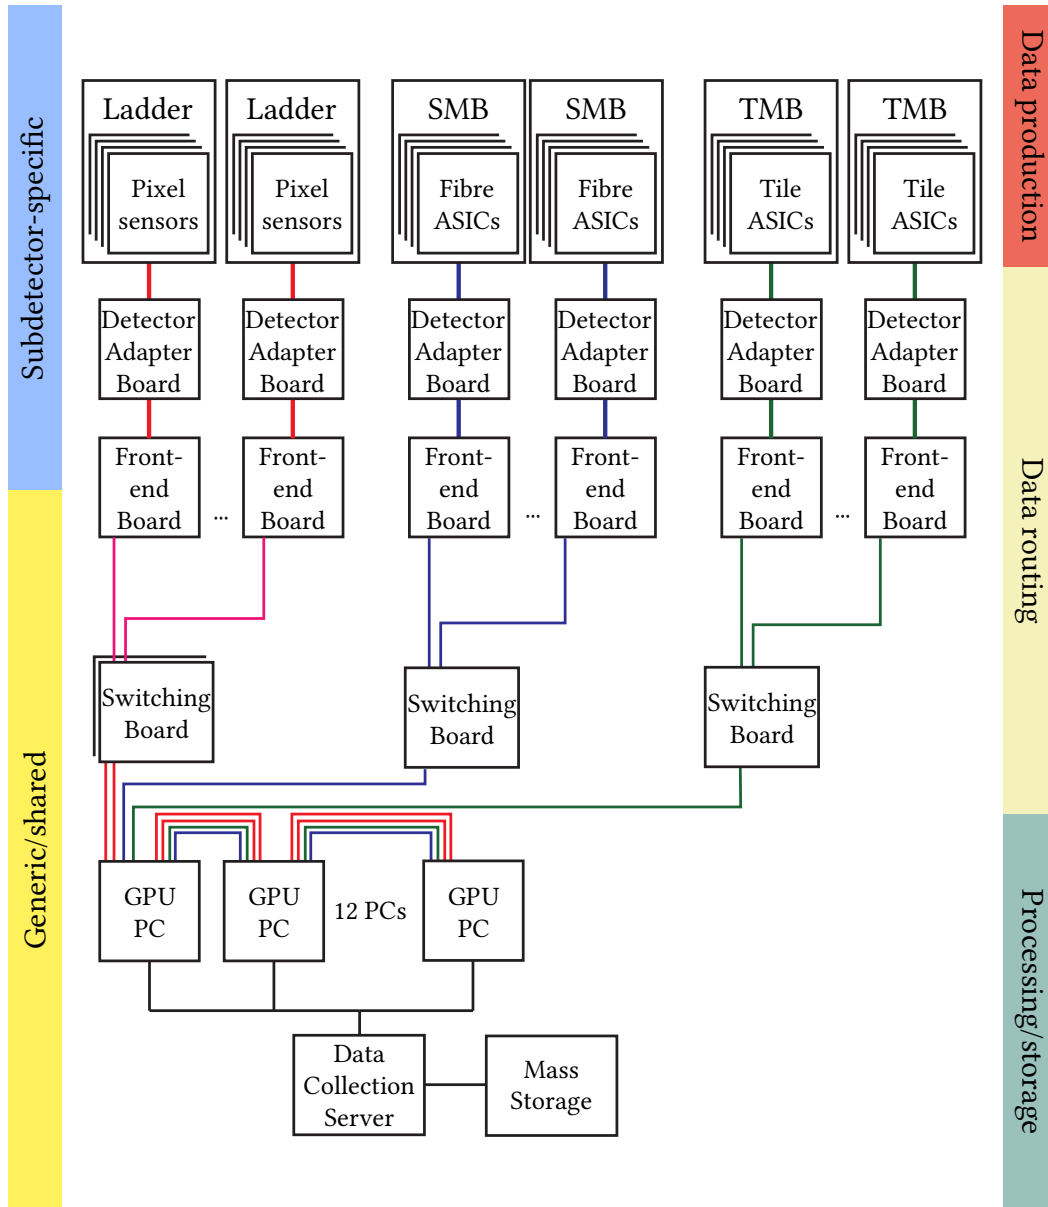 Subdetector-specific
Generic/shared
Data production
Data routing
Processing/storage
Ladder
Ladder
SMB
SMB
TMB
TMB
Pixel
sensors
Pixel
sensors
Fibre
ASICs
Fibre
ASICs
Tile
ASICs
Tile
ASICs
Detector
Adapter
Board
Detector
Adapter
Board
Detector
Adapter
Board
Detector
Adapter
Board
Detector
Adapter
Board
Detector
Adapter
Board
Front-
end
Board
...
Front-
end
Board
Front-
end
Board
...
Front-
end
Board
Front-
end
Board
...
Front-
end
Board
Switching
Board
Switching
Board
Switching
Board
GPU
PC
GPU
PC
12 PCs
GPU
PC
Data
Collection
Server
Mass
Storage